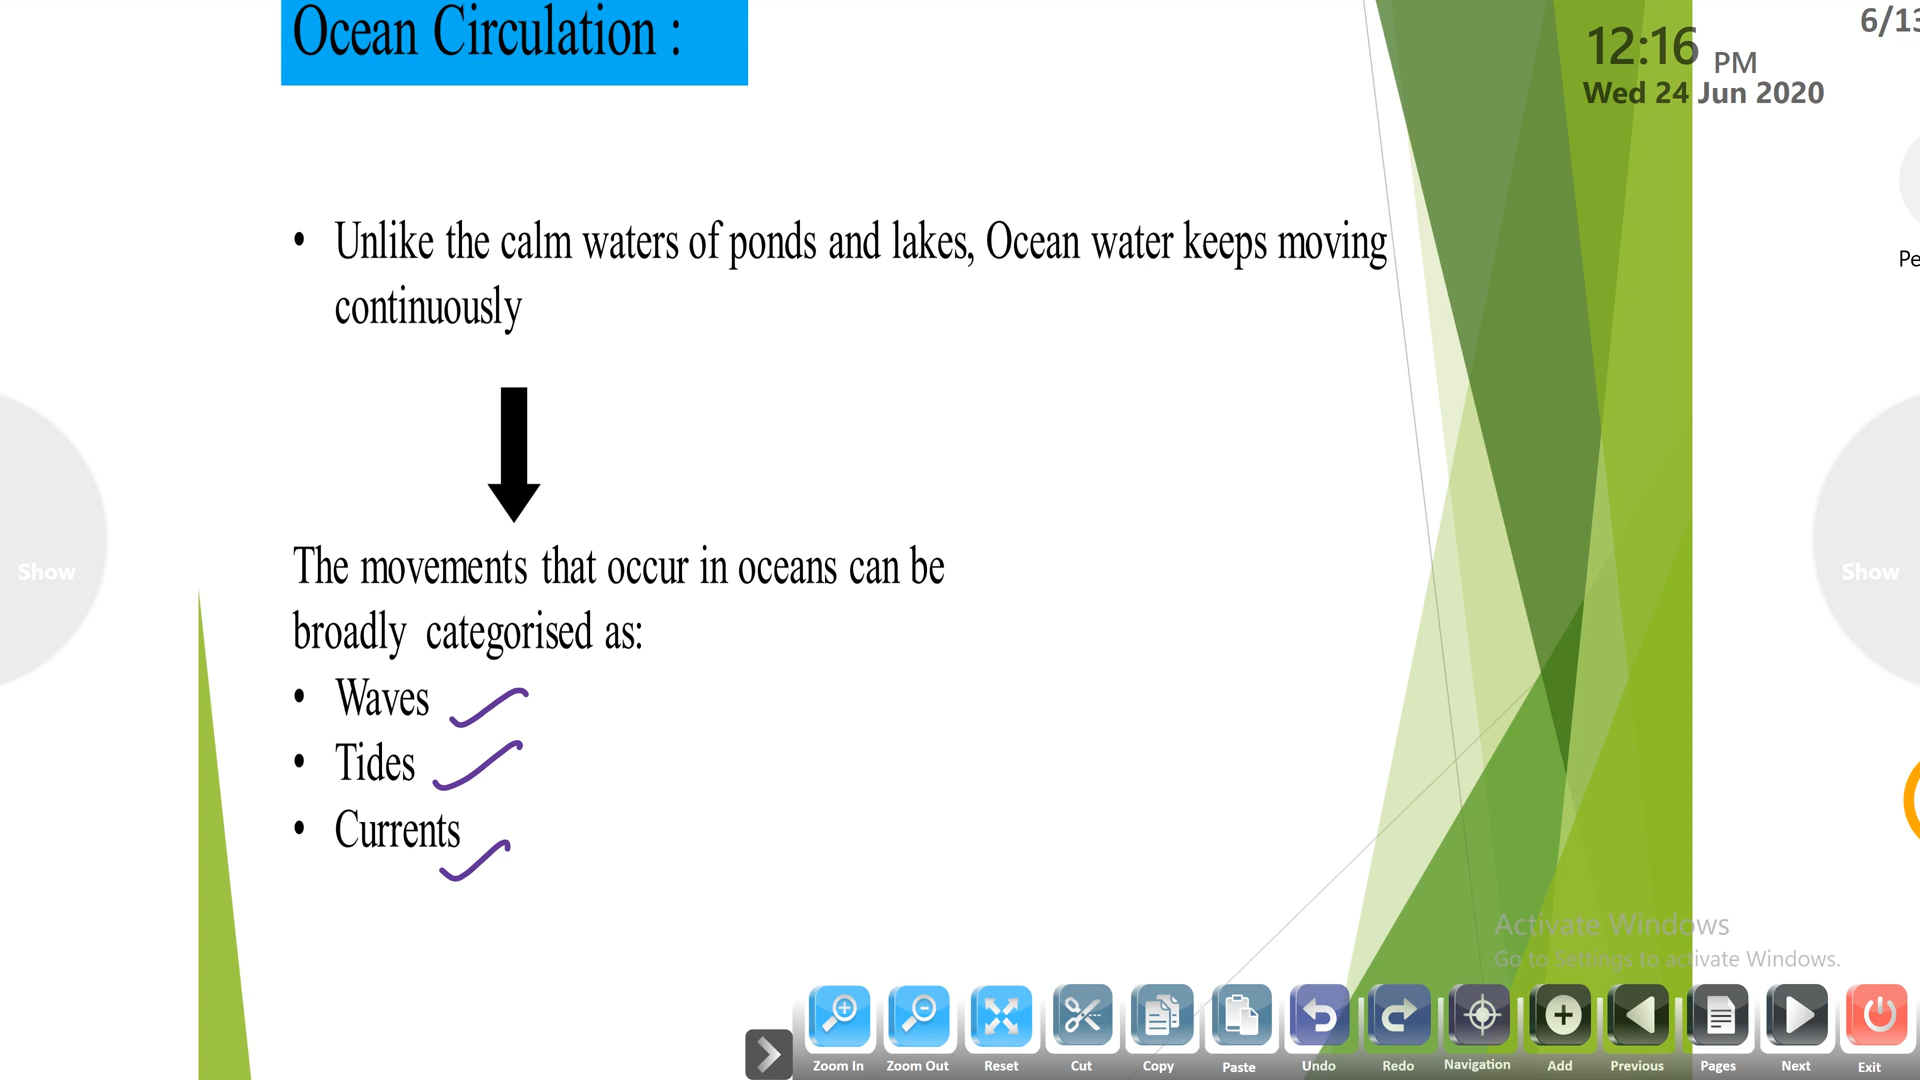 Ocean Circulation :
6/13
12:16 PM
Wed 24 Jun 2020
• Unlike the calm waters of ponds and lakes, Ocean water keeps moving
continuously
Pe
The movements that occur in oceans can be
broadly categorised as:
• Waves
• Tides
• Currents
Show
Show
Activate Windows
Go to Settings to activate Windows.
Zoom In
Zoom Out
Reset
Cut
Copy
Paste
Undo
Redo
Navigation
Add
Previous
Pages
Next
Exit